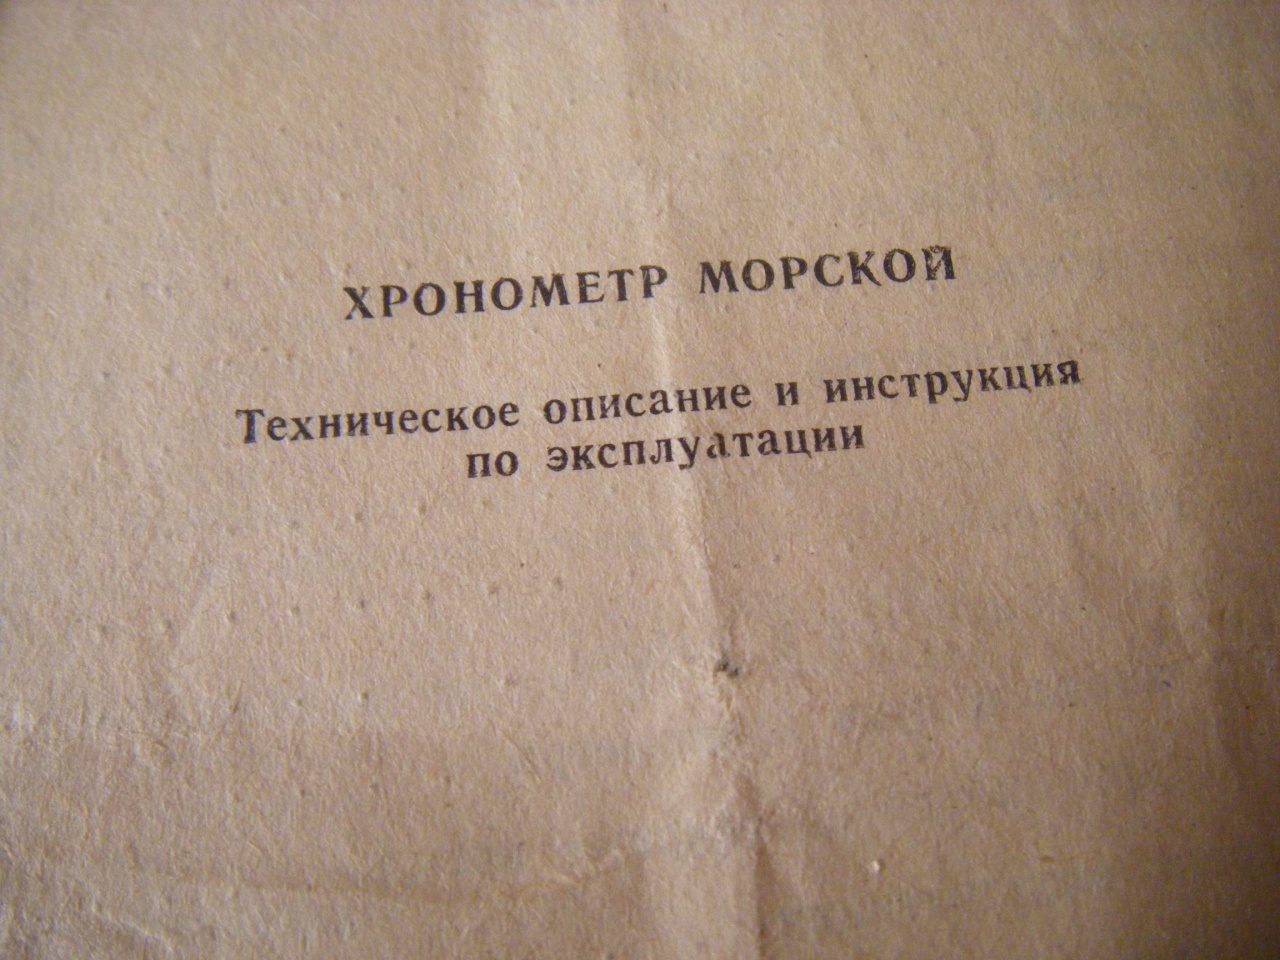 ХРОНОМЕТР МОРСКОЙ
Техническое описание и инструкция
по эксплуатации